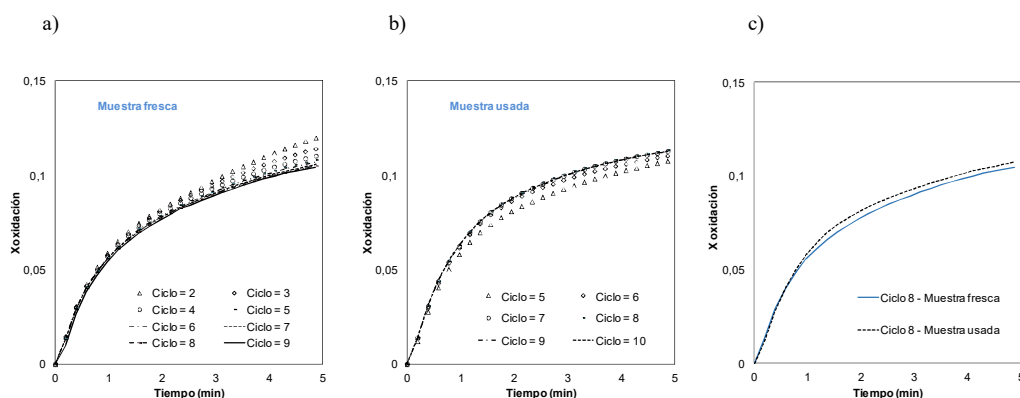 a)
0,15
0,1
0,05
0
X oxidación
Muestra fresca
Ciclo = 2
Ciclo = 3
Ciclo = 4
Ciclo = 5
Ciclo = 6
Ciclo = 7
Ciclo = 8
Ciclo = 9
0 1 2 3 4 5
Tiempo (min)
b)
0,15
0,1
0,05
0
X oxidación
Muestra usada
Ciclo = 5
Ciclo = 6
Ciclo = 7
Ciclo = 8
Ciclo = 9
Ciclo = 10
0 1 2 3 4 5
Tiempo (min)
c)
0,15
0,1
0,05
0
X oxidación
Ciclo 8 - Muestra fresca
Ciclo 8 - Muestra usada
0 1 2 3 4 5
Tiempo (min)